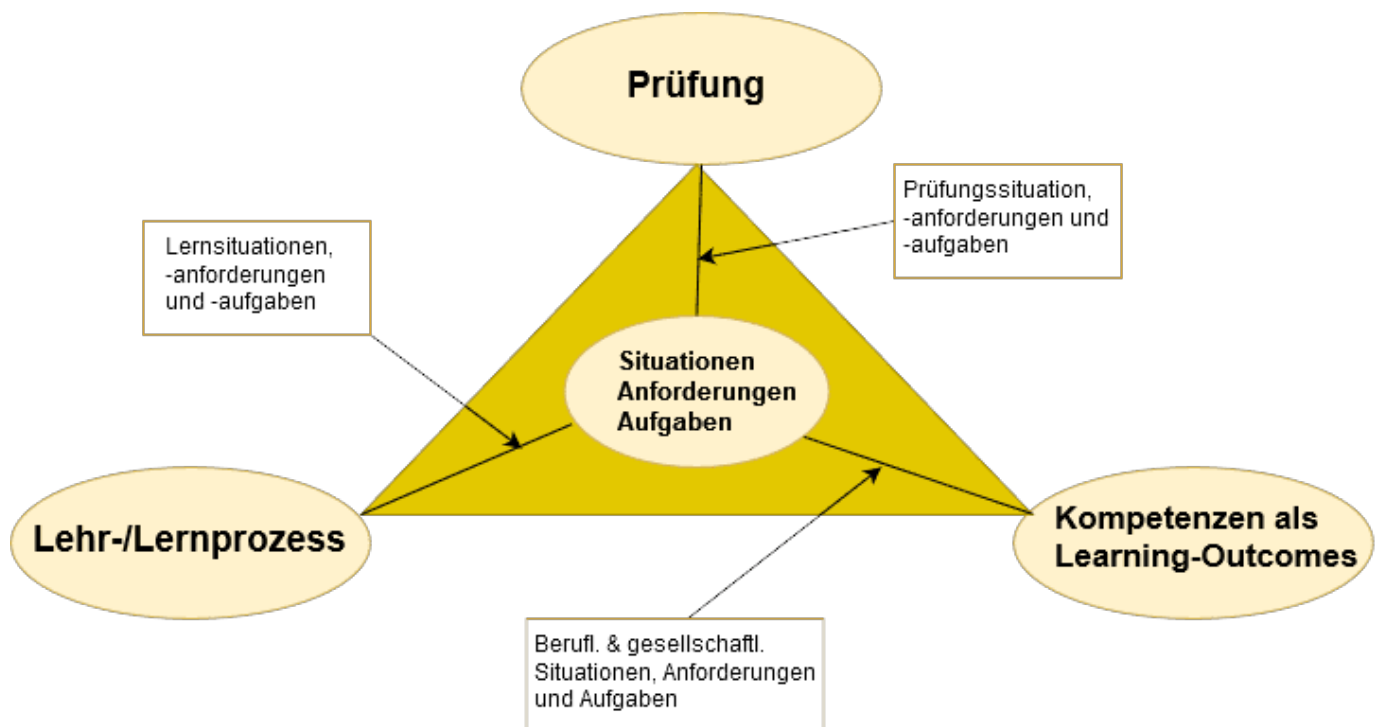 Prüfung
Prüfungssituation,
-anforderungen und
-aufgaben
Lernsituationen,
-anforderungen
und -aufgaben
Situationen
Anforderungen
Aufgaben
Lehr-/Lernprozess
Kompetenzen als
Learning-Outcomes
Berufl. & gesellschaftl.
Situationen, Anforderungen
und Aufgaben